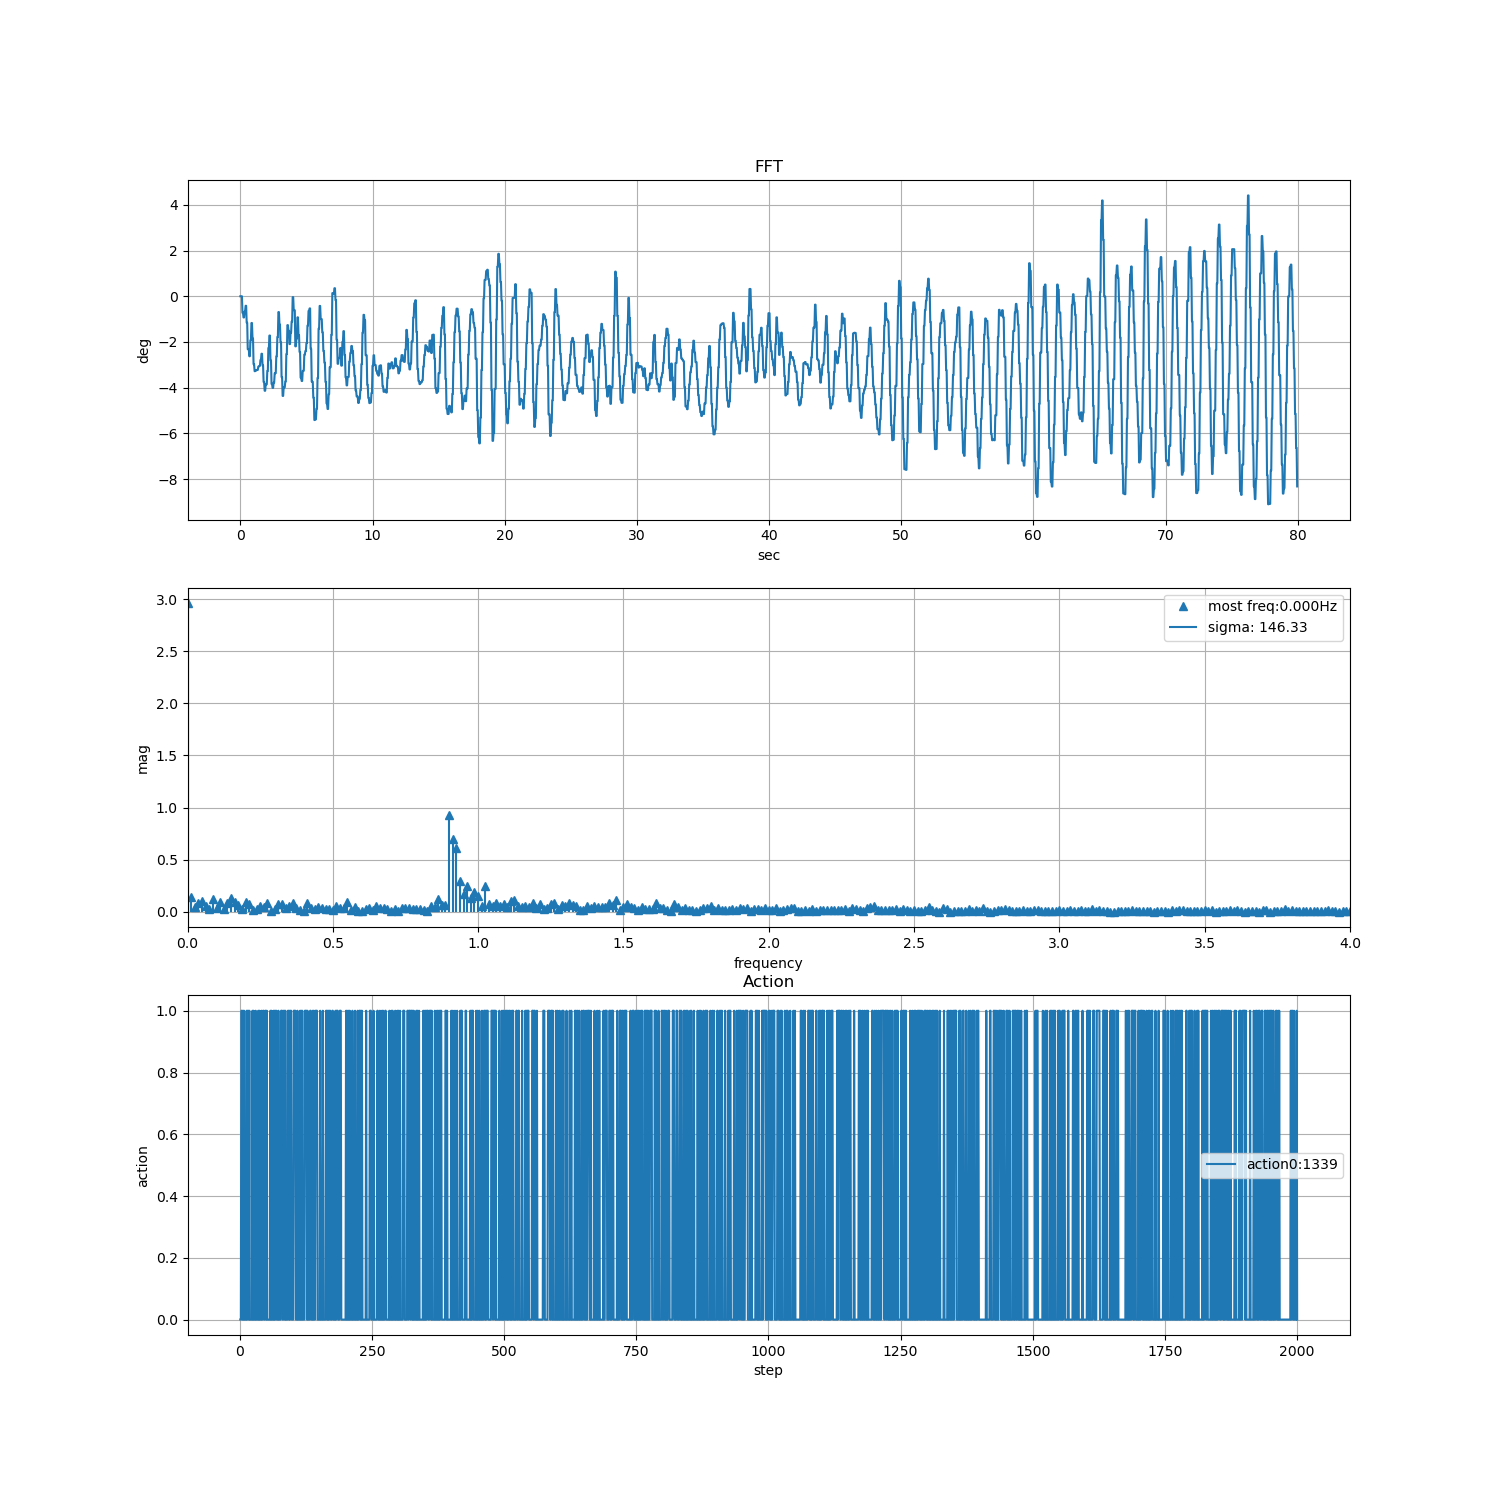 FFT
4
2
0
−2
−4
−6
−8
deg
0 10 20 30 40 50 60 70 80
sec
3.0
2.5
2.0
1.5
1.0
0.5
0.0
mag
most freq:0.000Hz
sigma: 146.33
0.0 0.5 1.0 1.5 2.0 2.5 3.0 3.5 4.0
frequency
Action
1.0
0.8
0.6
0.4
0.2
0.0
action
action0:1339
0 250 500 750 1000 1250 1500 1750 2000
step